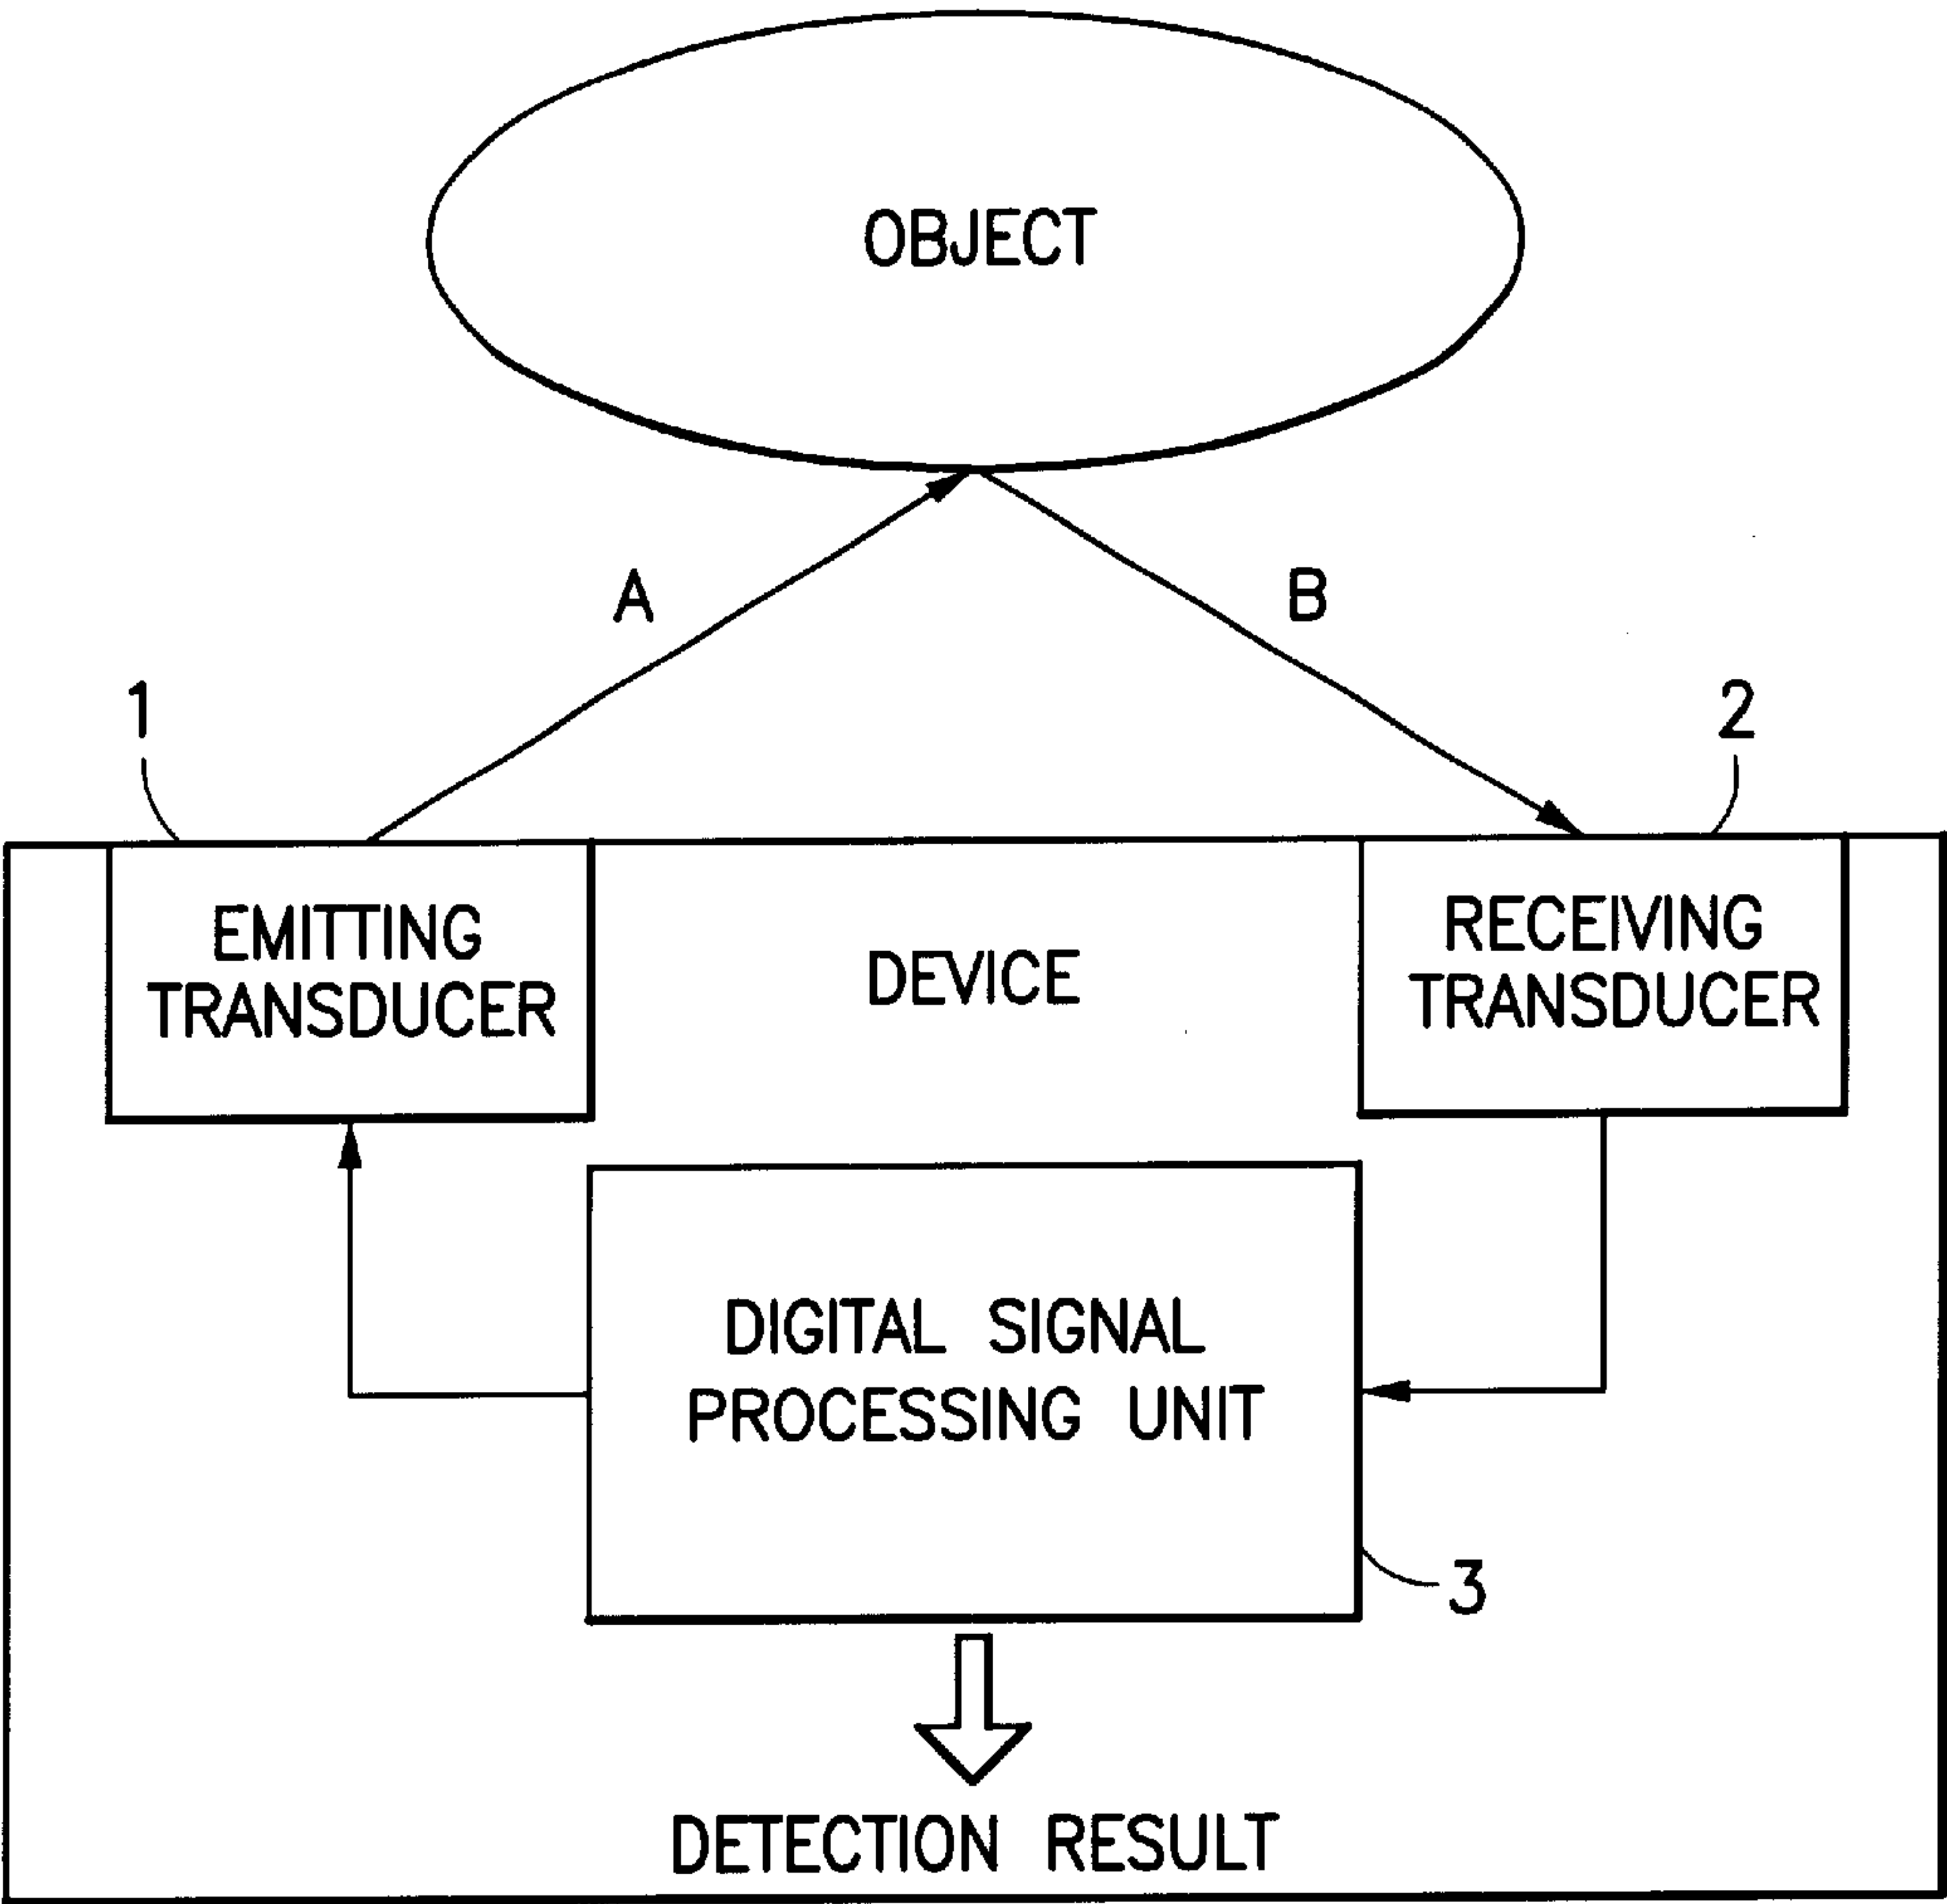 OBJECT
A
B
1
2
EMITTING
TRANSDUCER
DEVICE
RECEIVING
TRANSDUCER
DIGITAL SIGNAL
PROCESSING UNIT
3
DETECTION RESULT